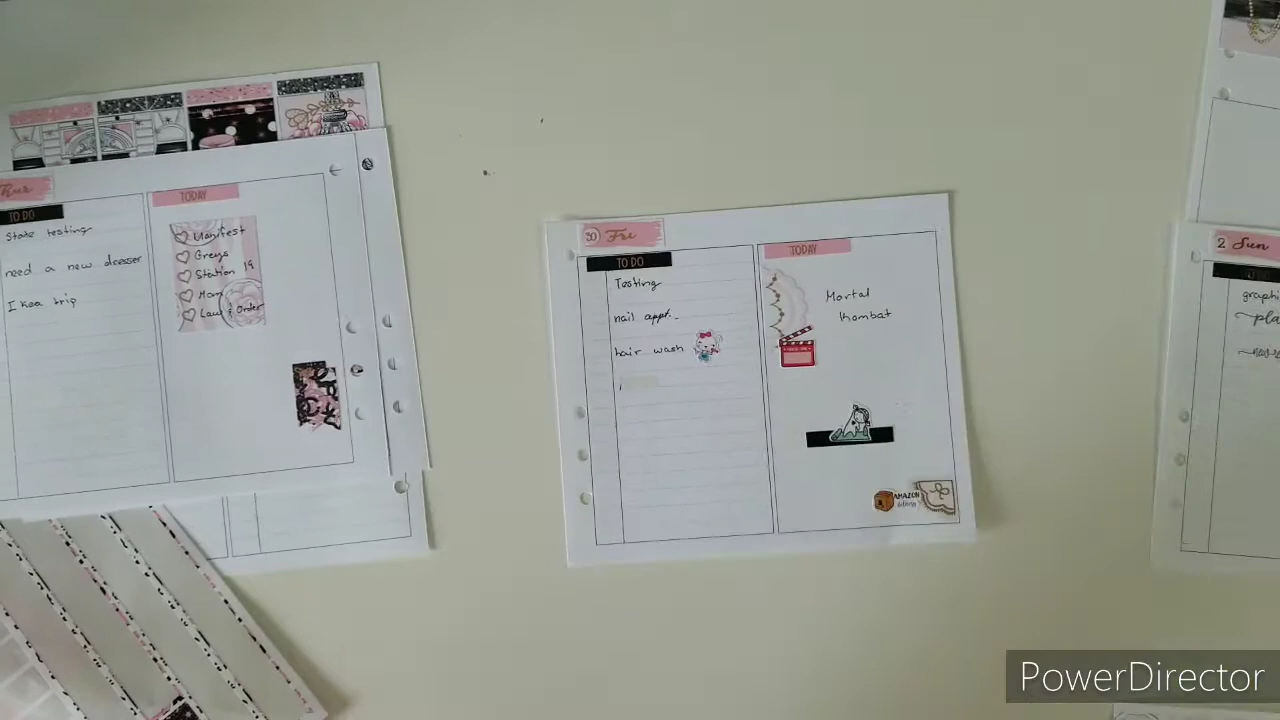 Thur
TO DO
State testing
need a new dresser
Ikea trip
TODAY
Manifest
Greys
Station 19
Mom
Law & Order
30 Fri
TO DO
Testing
nail appt.
hair wash
TODAY
Mortal
Kombat
AMAZON
delivery
2 Sun
PowerDirector